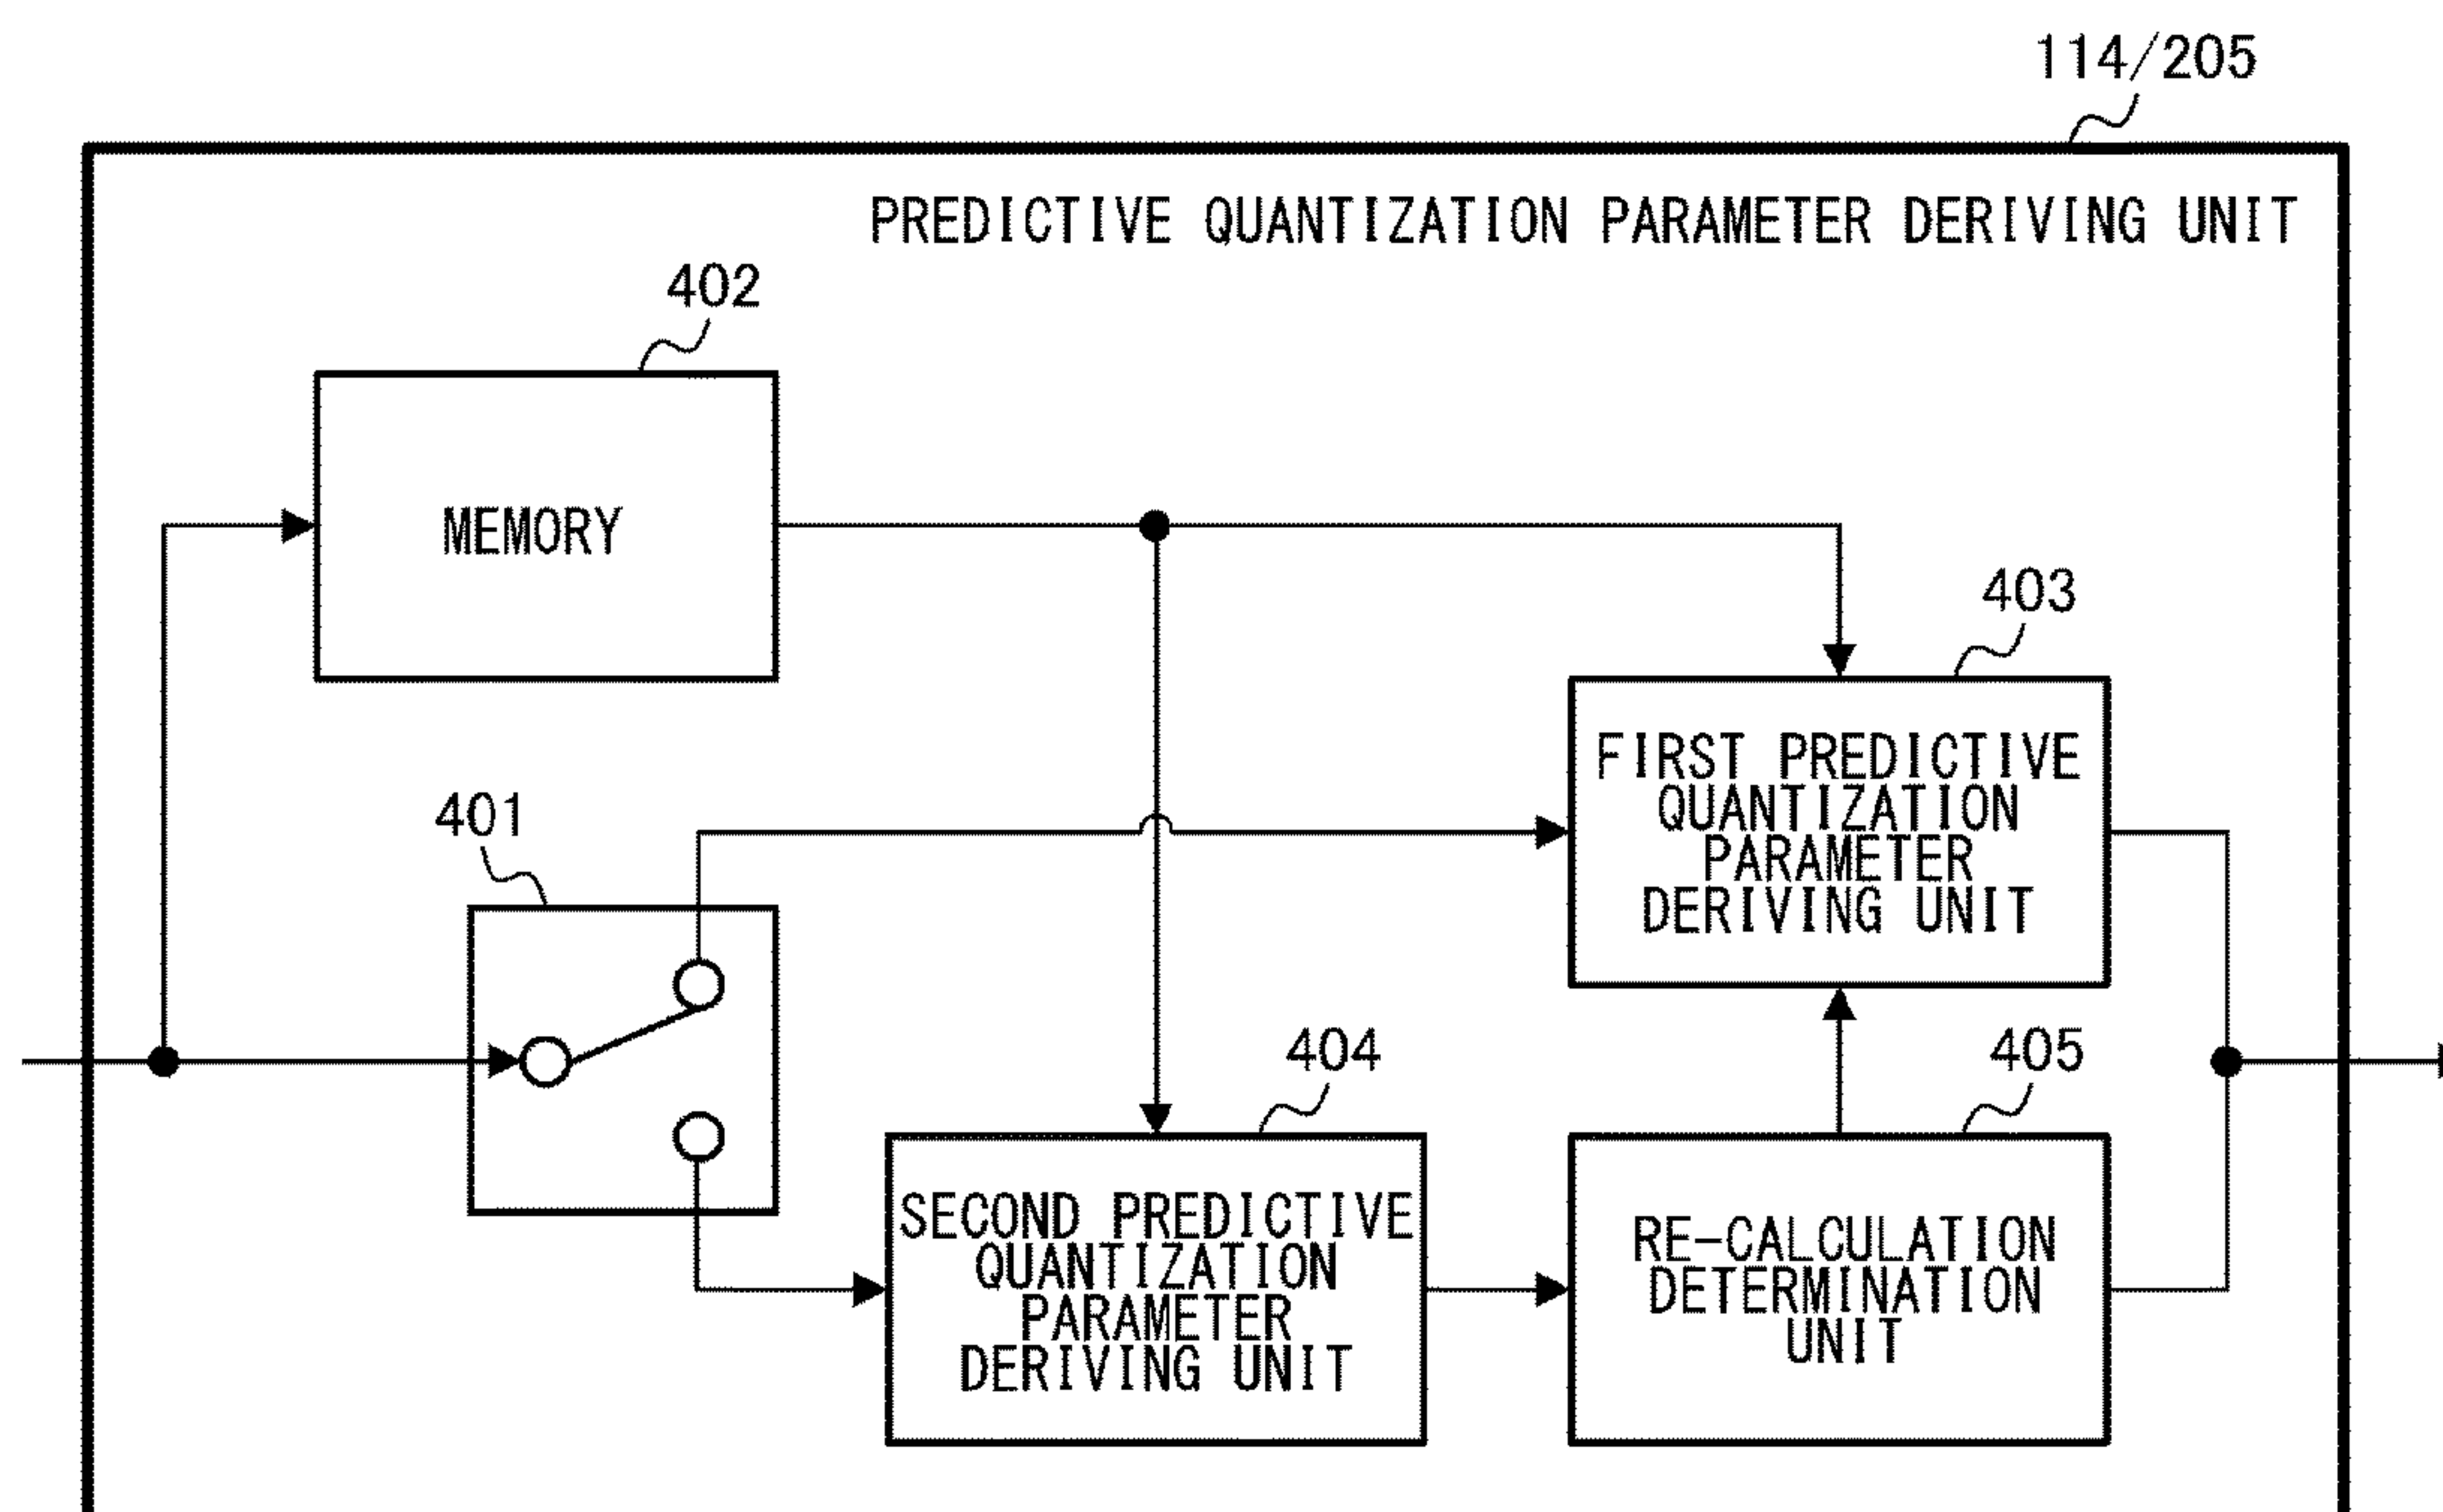 114/205
PREDICTIVE QUANTIZATION PARAMETER DERIVING UNIT
402
MEMORY
403
FIRST PREDICTIVE
QUANTIZATION
PARAMETER
DERIVING UNIT
401
404
SECOND PREDICTIVE
QUANTIZATION
PARAMETER
DERIVING UNIT
405
RE-CALCULATION
DETERMINATION
UNIT